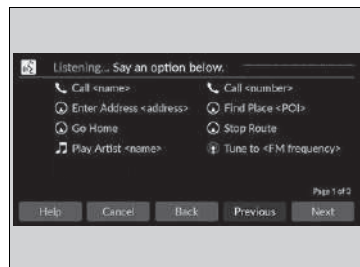 Listening... Say an option below.
Call <name>
Call <number>
Enter Address <address>
Find Place <POI>
Go Home
Stop Route
Play Artist <name>
Tune to <FM frequency>
Page 1 of 2
Help Cancel Back Previous Next